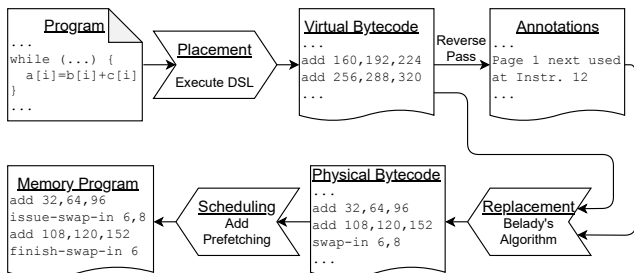 Program
...
while (...) {
a[i]=b[i]+c[i]
}
...
Placement
Execute DSL
Virtual Bytecode
...
add 160,192,224
add 256,288,320
...
Reverse
Pass
Annotations
...
Page 1 next used
at Instr. 12
...
Memory Program
add 32,64,96
issue-swap-in 6,8
add 108,120,152
finish-swap-in 6
Scheduling
Add
Prefetching
Physical Bytecode
...
add 32,64,96
add 108,120,152
swap-in 6,8
...
Replacement
Belady's
Algorithm